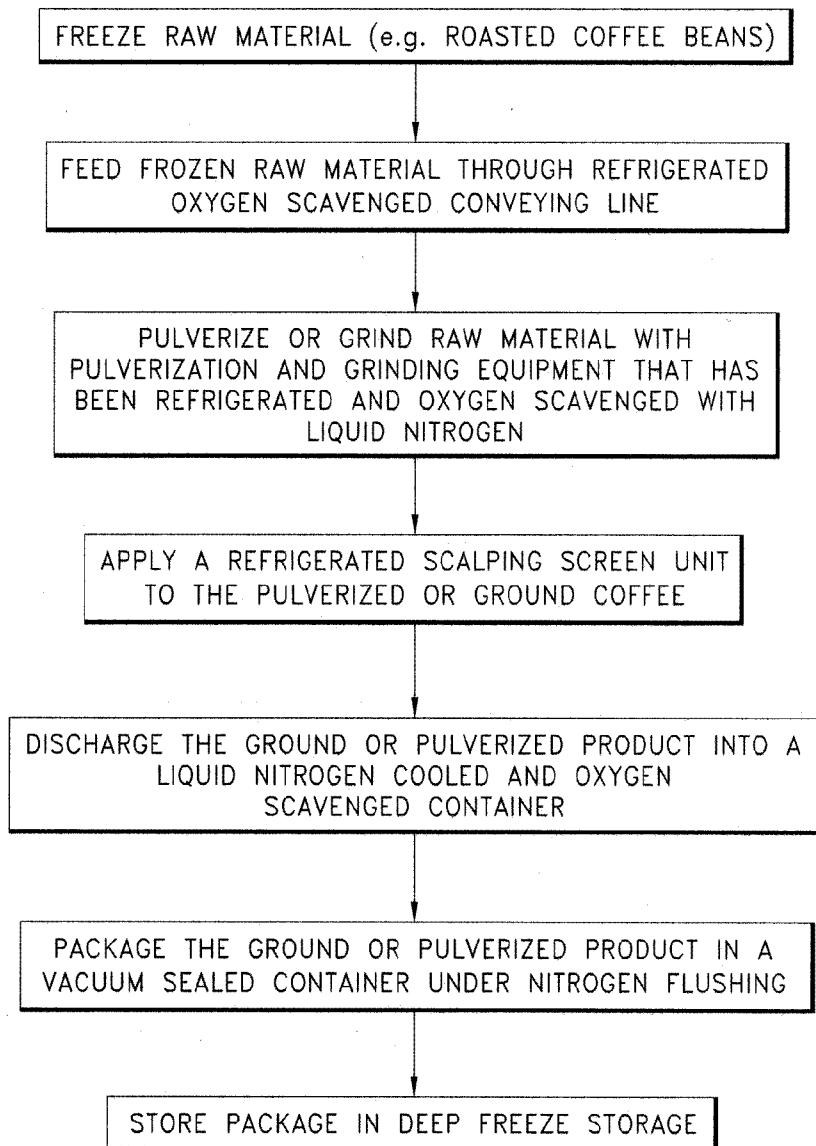 FREEZE RAW MATERIAL (e.g. ROASTED COFFEE BEANS)
FEED FROZEN RAW MATERIAL THROUGH REFRIGERATED
OXYGEN SCAVENGED CONVEYING LINE
PULVERIZE OR GRIND RAW MATERIAL WITH
PULVERIZATION AND GRINDING EQUIPMENT THAT HAS
BEEN REFRIGERATED AND OXYGEN SCAVENGED WITH
LIQUID NITROGEN
APPLY A REFRIGERATED SCALPING SCREEN UNIT
TO THE PULVERIZED OR GROUND COFFEE
DISCHARGE THE GROUND OR PULVERIZED PRODUCT INTO A
LIQUID NITROGEN COOLED AND OXYGEN
SCAVENGED CONTAINER
PACKAGE THE GROUND OR PULVERIZED PRODUCT IN A
VACUUM SEALED CONTAINER UNDER NITROGEN FLUSHING
STORE PACKAGE IN DEEP FREEZE STORAGE